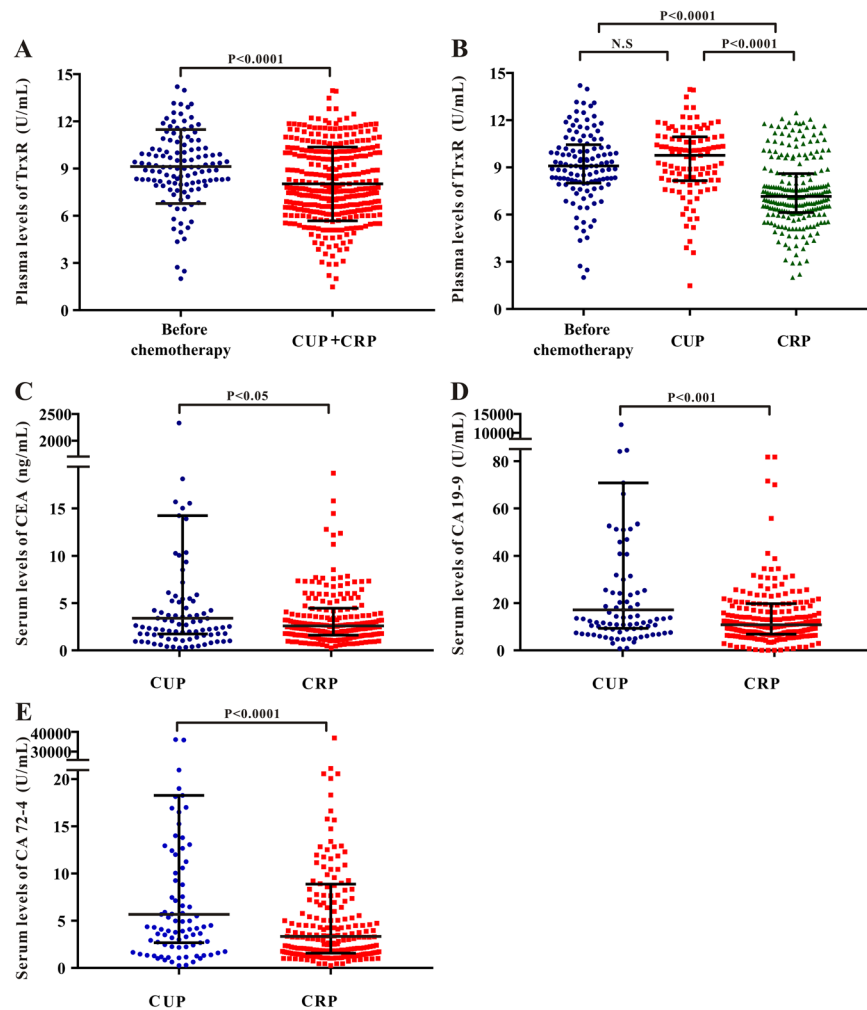 A
P<0.0001
Plasma levels of TrxR (U/mL)
15
12
9
6
3
0
Before
chemotherapy
CUP+CRP
B
P<0.0001
N.S
P<0.0001
Plasma levels of TrxR (U/mL)
15
12
9
6
3
0
Before
chemotherapy
CUP
CRP
C
P<0.05
Serum levels of CEA (ng/mL)
2500
2000
15
10
5
0
CUP
CRP
D
P<0.001
Serum levels of CA 19-9 (U/mL)
15000
10000
80
60
40
20
0
CUP
CRP
E
P<0.0001
Serum levels of CA 72-4 (U/mL)
40000
30000
20
15
10
5
0
CUP
CRP